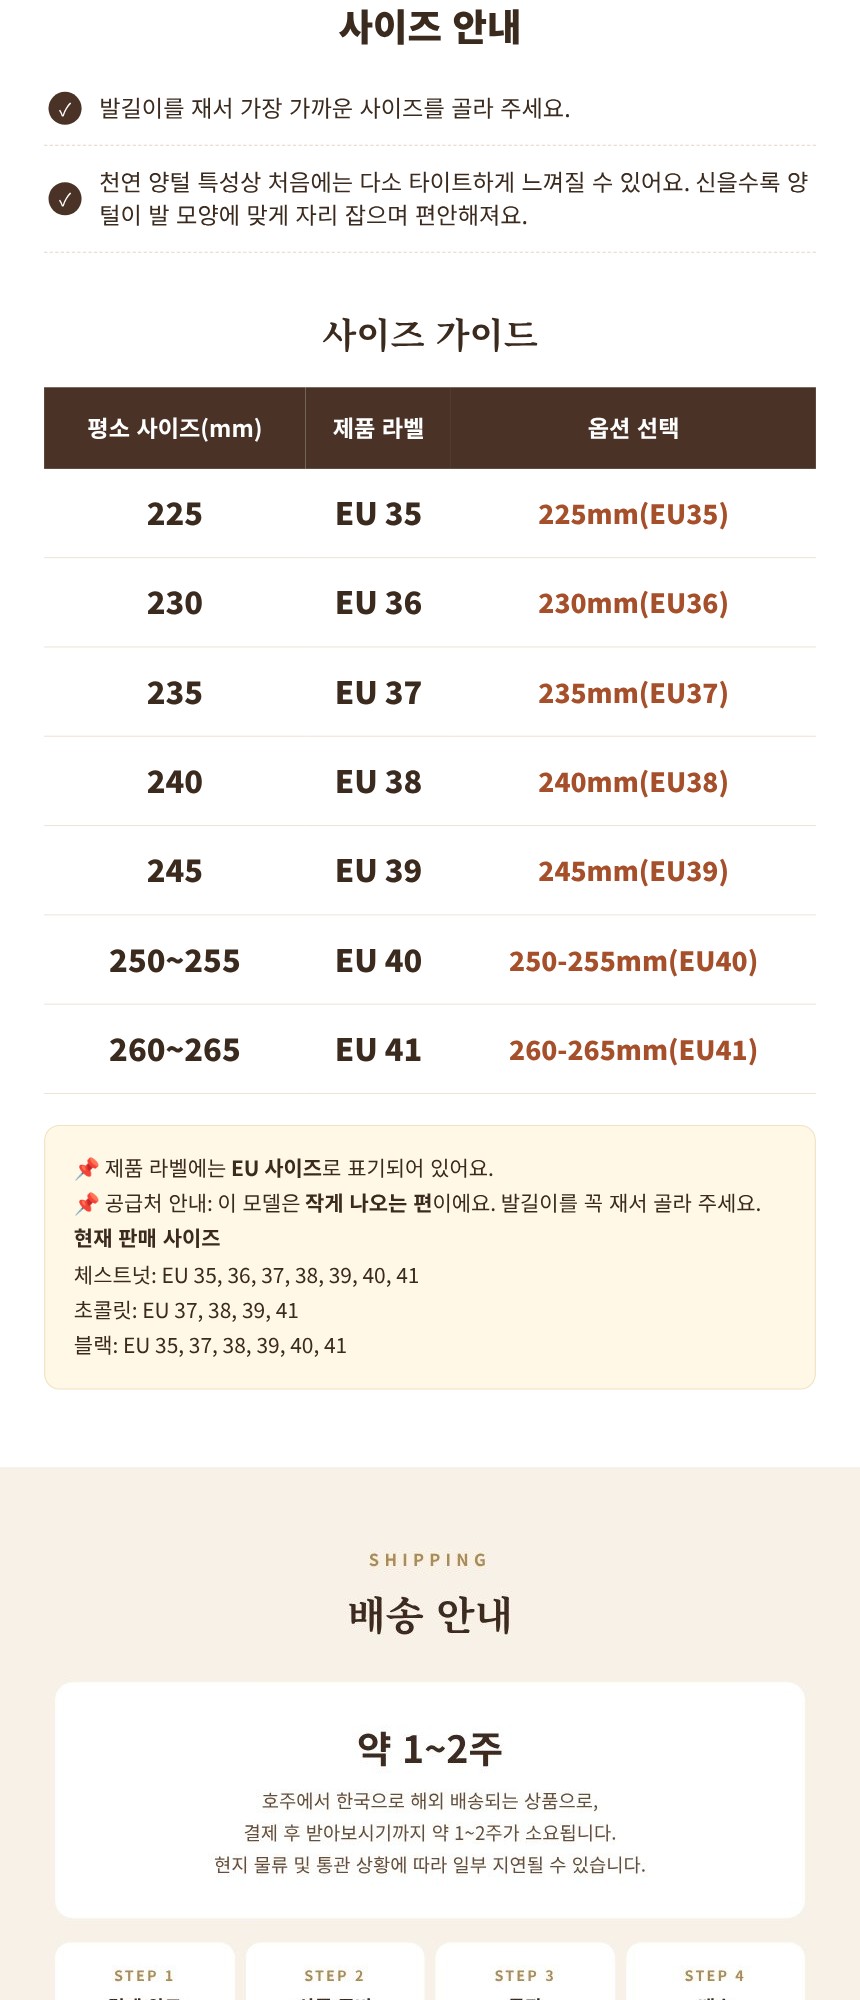 사이즈 안내
✓ 발길이를 재서 가장 가까운 사이즈를 골라 주세요.
✓ 천연 양털 특성상 처음에는 다소 타이트하게 느껴질 수 있어요. 신을수록 양
털이 발 모양에 맞게 자리 잡으며 편안해져요.
사이즈 가이드
평소 사이즈(mm) 제품 라벨 옵션 선택
225 EU 35 225mm(EU35)
230 EU 36 230mm(EU36)
235 EU 37 235mm(EU37)
240 EU 38 240mm(EU38)
245 EU 39 245mm(EU39)
250~255 EU 40 250-255mm(EU40)
260~265 EU 41 260-265mm(EU41)
📌 제품 라벨에는 EU 사이즈로 표기되어 있어요.
📌 공급처 안내: 이 모델은 작게 나오는 편이에요. 발길이를 꼭 재서 골라 주세요.
현재 판매 사이즈
체스트넛: EU 35, 36, 37, 38, 39, 40, 41
초콜릿: EU 37, 38, 39, 41
블랙: EU 35, 37, 38, 39, 40, 41
SHIPPING
배송 안내
약 1~2주
호주에서 한국으로 해외 배송되는 상품으로,
결제 후 받아보시기까지 약 1~2주가 소요됩니다.
현지 물류 및 통관 상황에 따라 일부 지연될 수 있습니다.
STEP 1 STEP 2 STEP 3 STEP 4